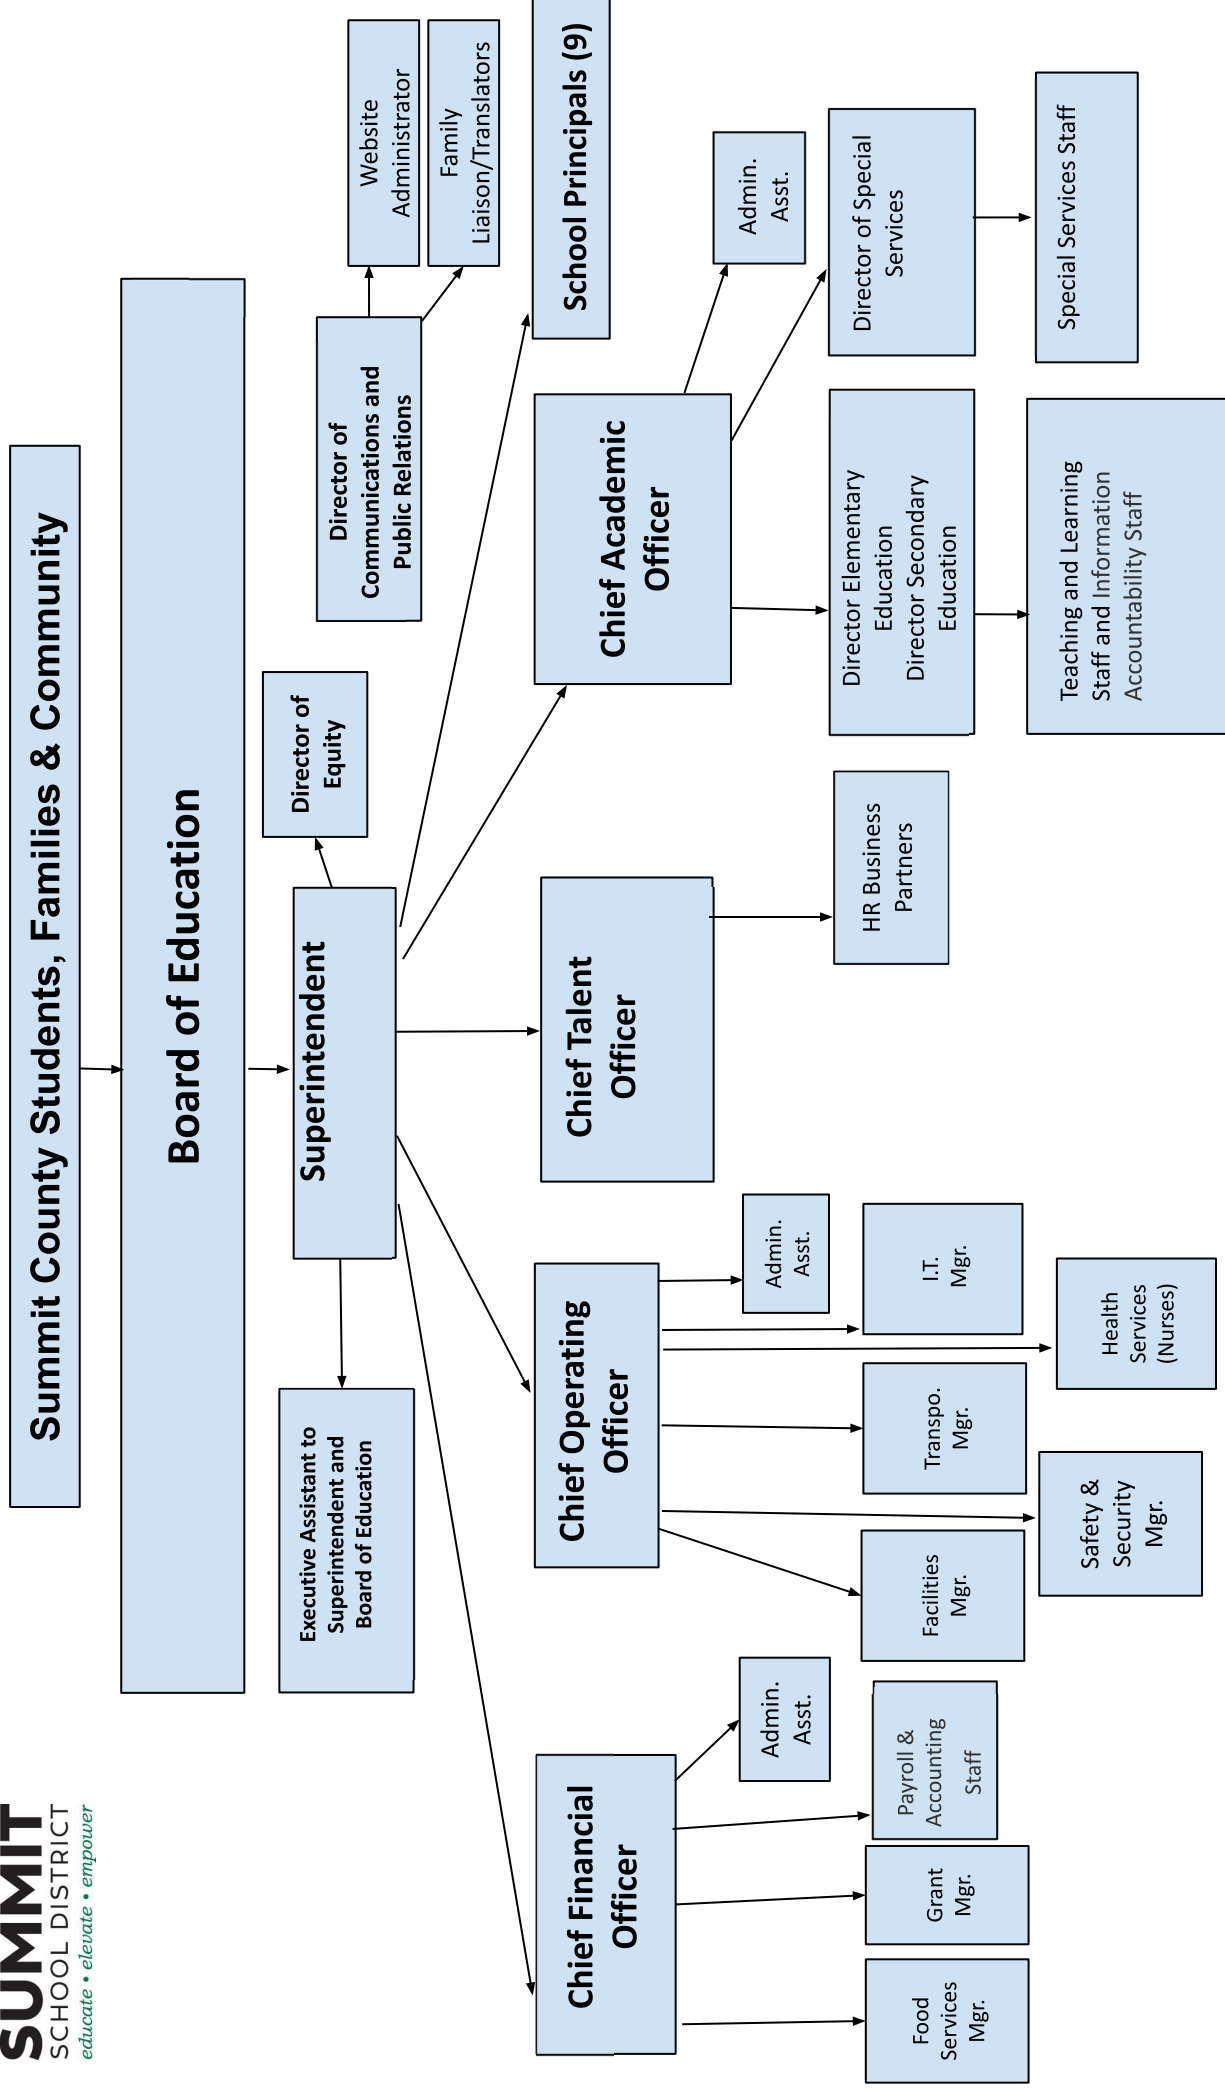 SUMMIT
SCHOOL DISTRICT
educate • elevate • empower
Summit County Students, Families & Community
Board of Education
Executive Assistant to
Superintendent and
Board of Education
Superintendent
Director of
Equity
Director of
Communications and
Public Relations
Website
Administrator
Family
Liaison/Translators
Chief Financial
Officer
Chief Operating
Officer
Chief Talent
Officer
Chief Academic
Officer
School Principals (9)
Admin.
Asst.
Admin.
Asst.
Admin.
Asst.
Food
Services
Mgr.
Grant
Mgr.
Payroll &
Accounting
Staff
Facilities
Mgr.
Transpo.
Mgr.
I.T.
Mgr.
HR Business
Partners
Director Elementary
Education
Director Secondary
Education
Director of Special
Services
Safety &
Security
Mgr.
Health
Services
(Nurses)
Teaching and Learning
Staff and Information
Accountability Staff
Special Services Staff